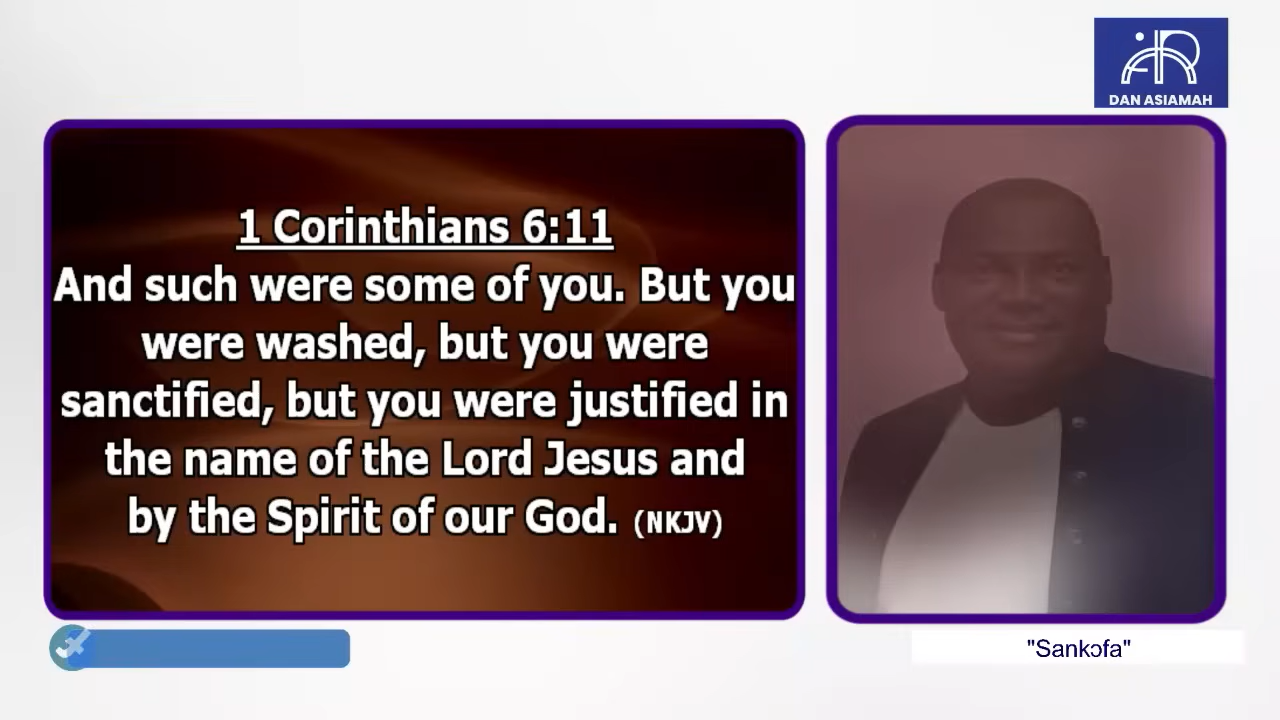 DAN ASIAMAH
1 Corinthians 6:11
And such were some of you. But you
were washed, but you were
sanctified, but you were justified in
the name of the Lord Jesus and
by the Spirit of our God. (NKJV)
"Sankɔfa"